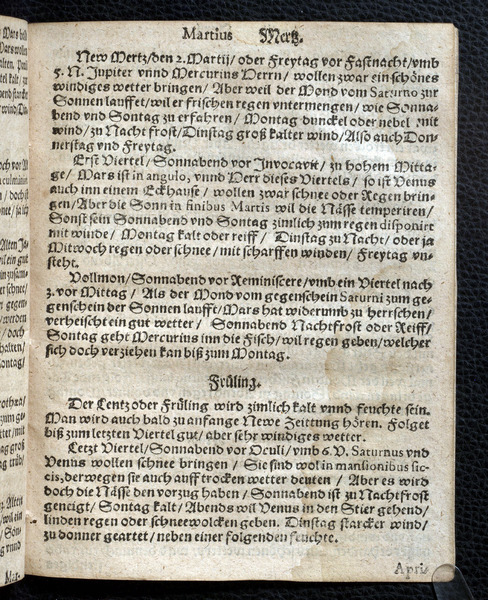 Martius Mertz.
New Mertz/den 2. Martij/ oder Freytag vor Fastnacht/vmb
5. N. Jupiter vnnd Mercurius Herrn/ wollen zwar ein schönes
windiges wetter bringen/ Aber weil der Mond vom Saturno zur
Sonnen lauffet/wil er frischen regen vntermengen/ wie Sonna-
bend vnd Sontag zu erfahren/ Montag dunckel oder nebel mit
wind/zu Nacht frost/Dinstag groß kalter wind/Also auch Don-
nerstag vnd Freytag.
Erst Viertel/Sonnabend vor Invocavit/ zu hohem Mitta-
ge/ Mars ist in angulo, vnnd Herr dieses Viertels/ so ist Venus
auch inn einem Eckhause/ wollen zwar schnee oder Regen brin-
gen/Aber die Sonn in finibus Martis wil die Nässe temperiren/
Sonst sein Sonnabend vnd Sontag zimlich zum regen disponirt
mit winde/ Montag kalt oder reiff/ Dinstag zu Nacht/ oder ja
Mitwoch regen oder schnee/ mit scharffen winden/ Freytag vn-
steht.
Vollmon/Sonnabend vor Reminiscere/vmb ein Viertel nach
2. vor Mittag/ Als der Mond vom gegenschein Saturni zum ge-
genschein der Sonnen laufft/Mars hat widerumb zu herrschen/
verheischt ein gut wetter/ Sonnabend Nachtfrost oder Reiff/
Sontag geht Mercurius inn die Fisch/wil regen geben/welcher
sich doch verziehen kan biß zum Montag.
Früling.
Der Lentz oder Früling wird zimlich kalt vnnd feuchte sein.
Man wird auch bald zu anfange Newe Zeitung hören. Folget
biß zum letzten Viertel gut/ aber sehr windiges wetter.
Letzt Viertel/Sonnabend vor Oculi/vmb 6. V. Saturnus vnd
Venus wollen schnee bringen/ Sie sind wol in mansionibus sic-
cis, derwegen sie auch auff trocken wetter deuten/ Aber es wird
doch die Nässe den vorzug haben/ Sonnabend ist zu Nachtfrost
geneigt/ Sontag kalt/ Abends wil Venus in den Stier gehend/
linden regen oder schneewolcken geben. Dinstag starcker wind/
zu donner geartet/ neben einer folgenden feuchte.
April